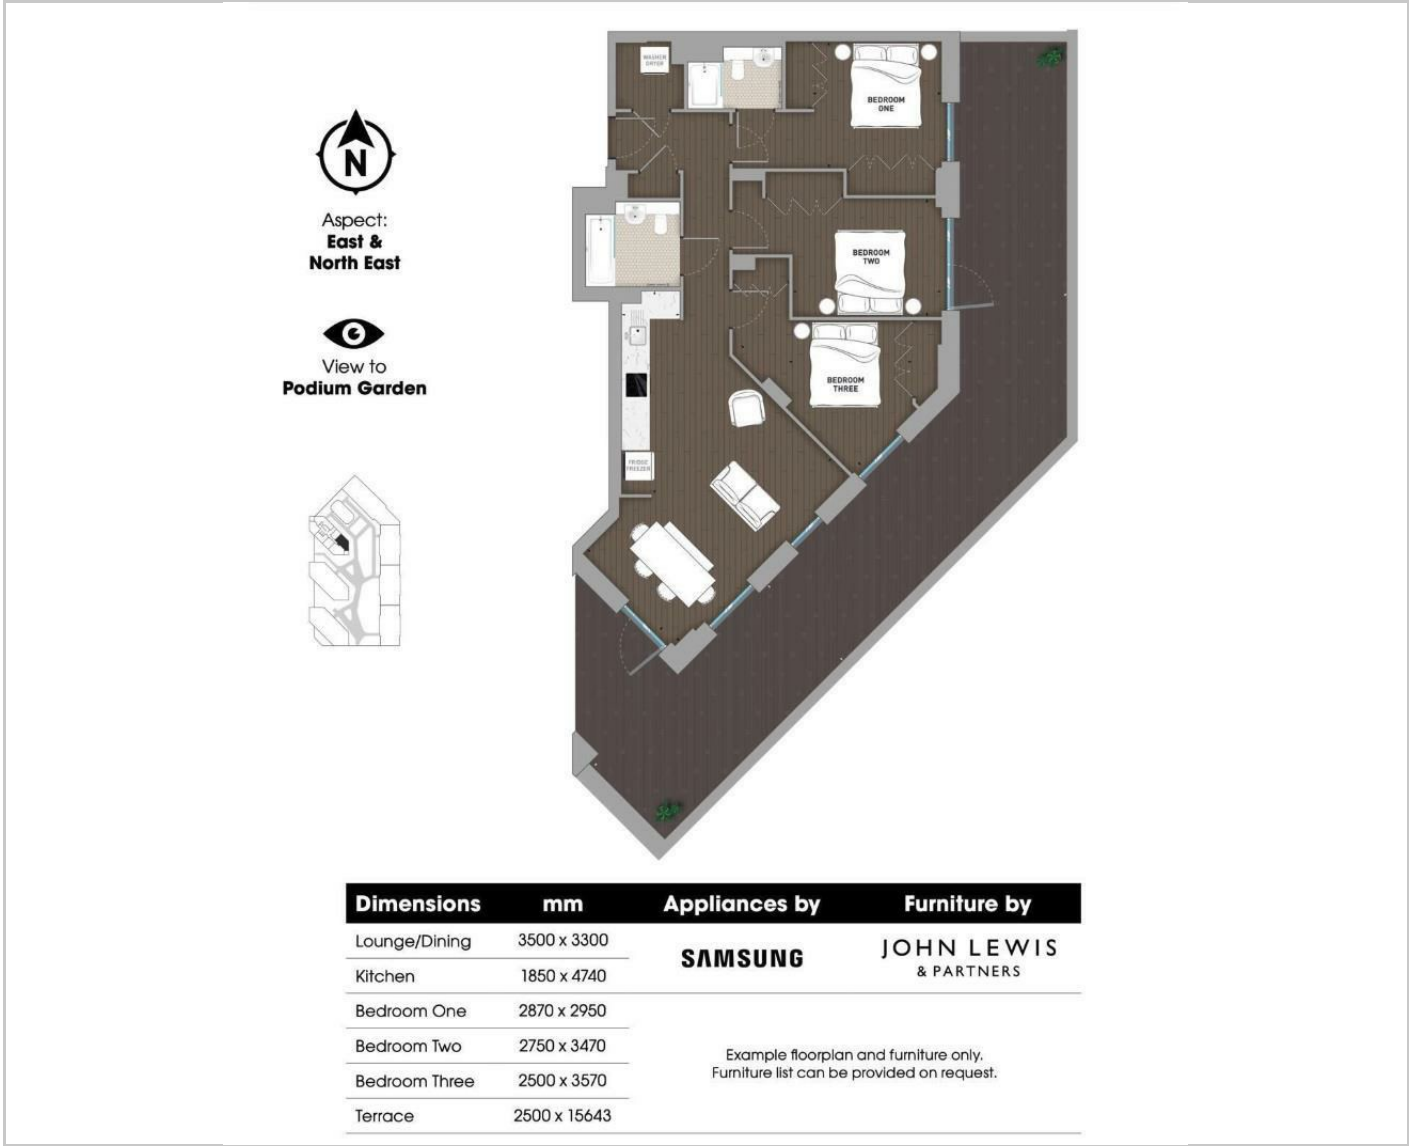 WASHER
DRYER
BEDROOM
ONE
N
Aspect:
East &
North East
BEDROOM
TWO
View to
Podium Garden
BEDROOM
THREE
FRIDGE
FREEZER
Dimensions mm Appliances by Furniture by
Lounge/Dining 3500 x 3300
SAMSUNG
JOHN LEWIS
& PARTNERS
Kitchen 1850 x 4740
Bedroom One 2870 x 2950
Bedroom Two 2750 x 3470
Example floorplan and furniture only.
Furniture list can be provided on request.
Bedroom Three 2500 x 3570
Terrace 2500 x 15643